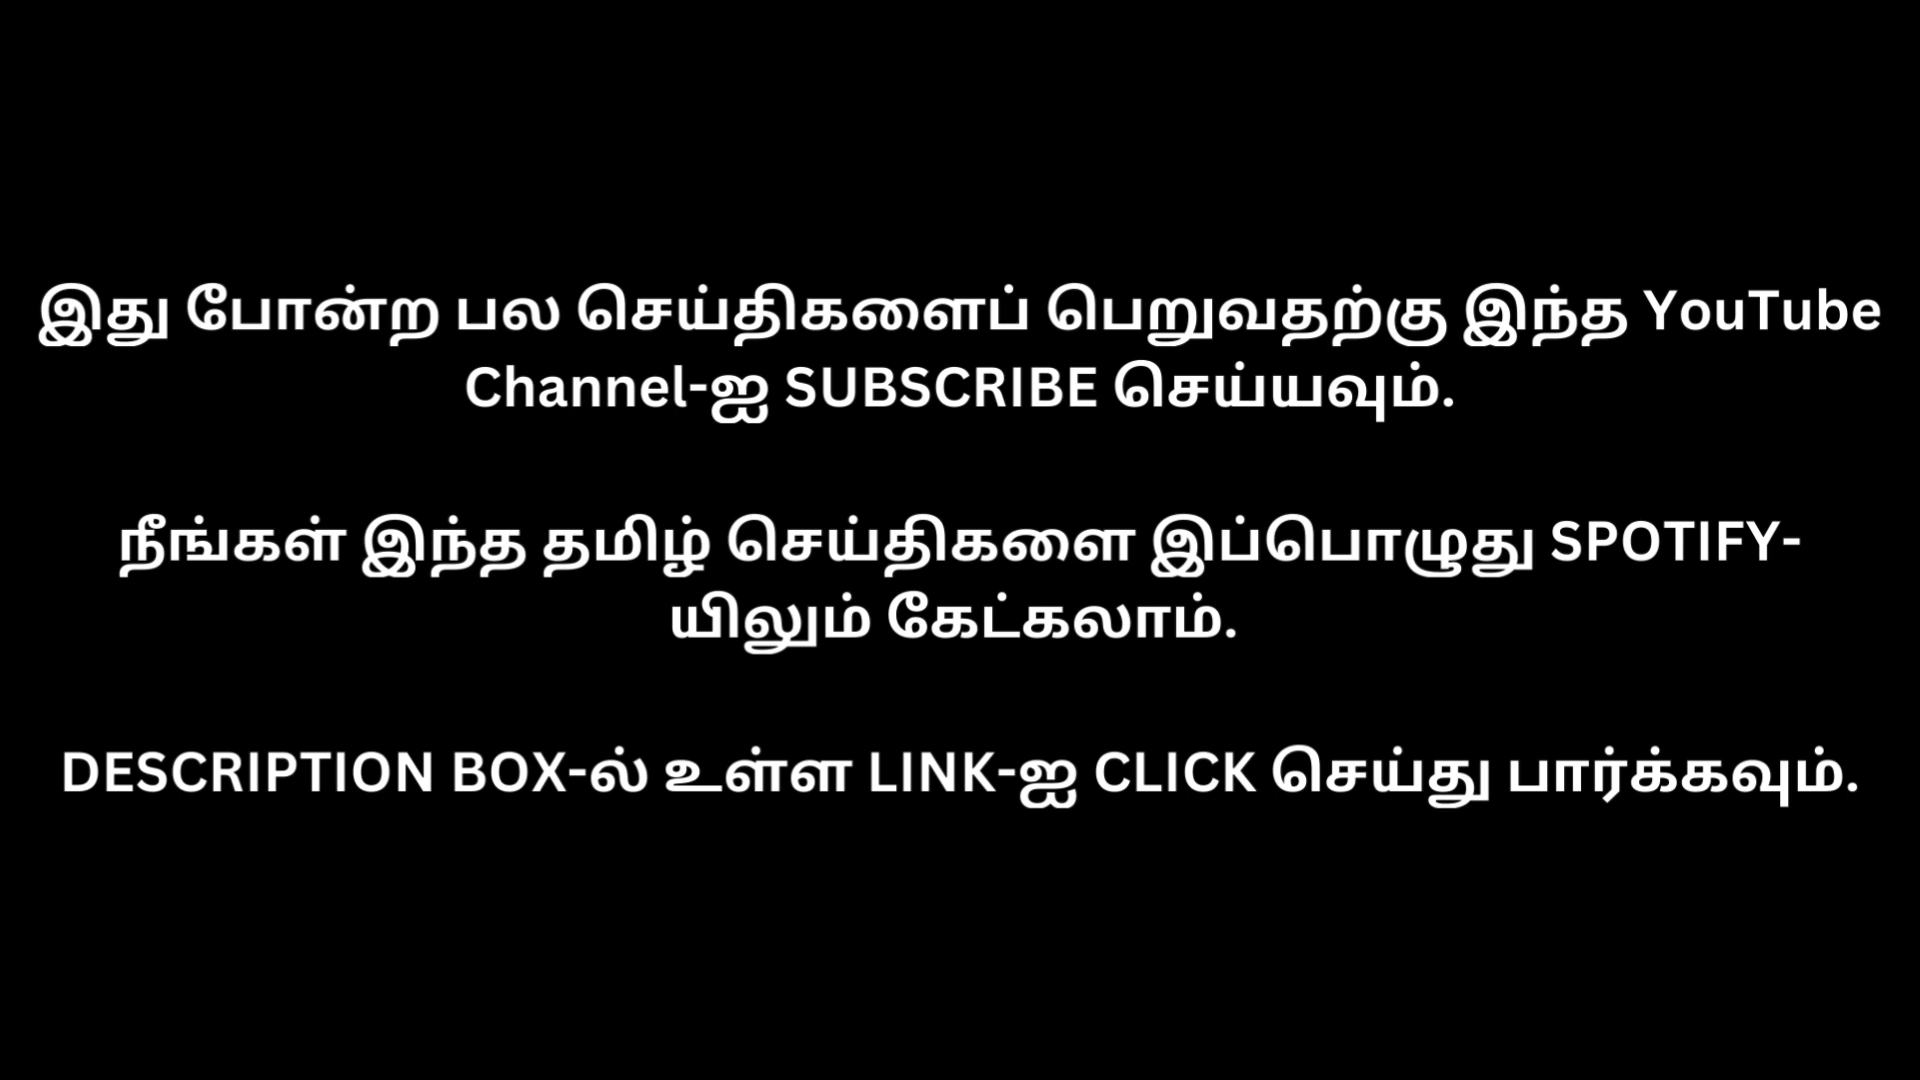 இது போன்ற பல செய்திகளைப் பெறுவதற்கு இந்த YouTube
Channel-ஐ SUBSCRIBE செய்யவும்.
நீங்கள் இந்த தமிழ் செய்திகளை இப்பொழுது SPOTIFY-
யிலும் கேட்கலாம்.
DESCRIPTION BOX-ல் உள்ள LINK-ஐ CLICK செய்து பார்க்கவும்.